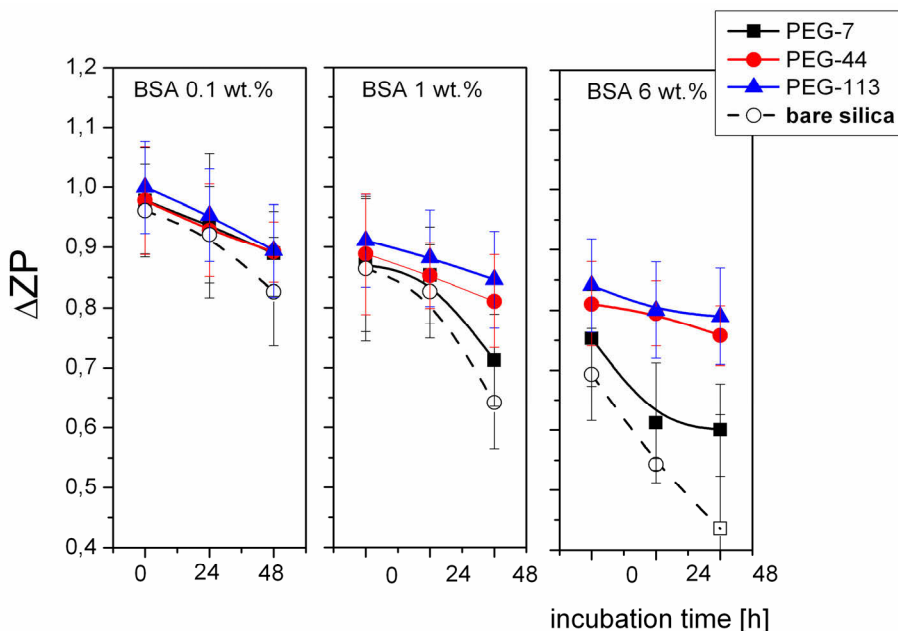 PEG-7
PEG-44
PEG-113
bare silica
BSA 0.1 wt.%
BSA 1 wt.%
BSA 6 wt.%
1,2
1,1
1,0
0,9
0,8
0,7
0,6
0,5
0,4
ΔZP
0 24 48 0 24 48 0 24 48
incubation time [h]